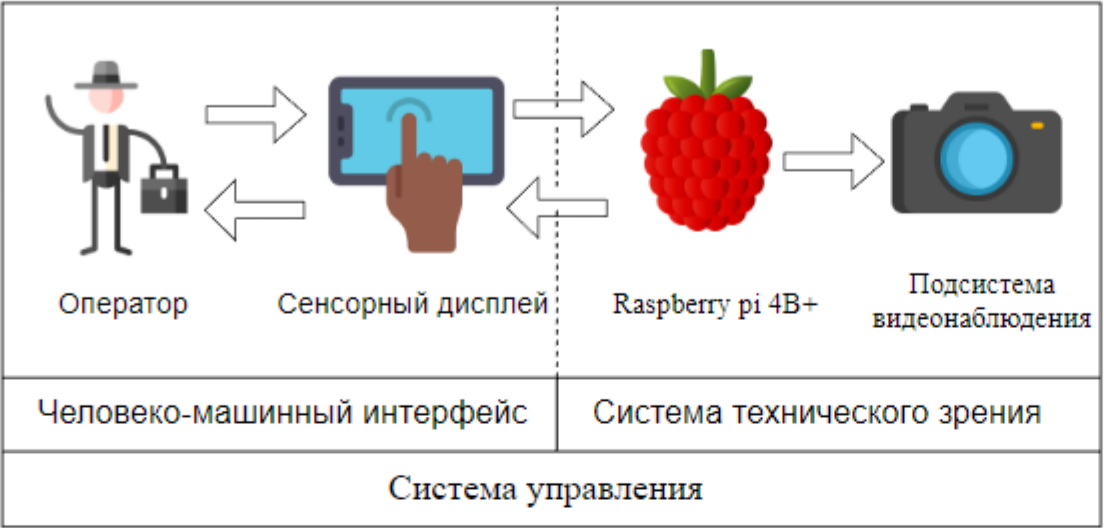 Оператор
Сенсорный дисплей
Raspberry pi 4B+
Подсистема
видеонаблюдения
Человеко-машинный интерфейс
Система технического зрения
Система управления